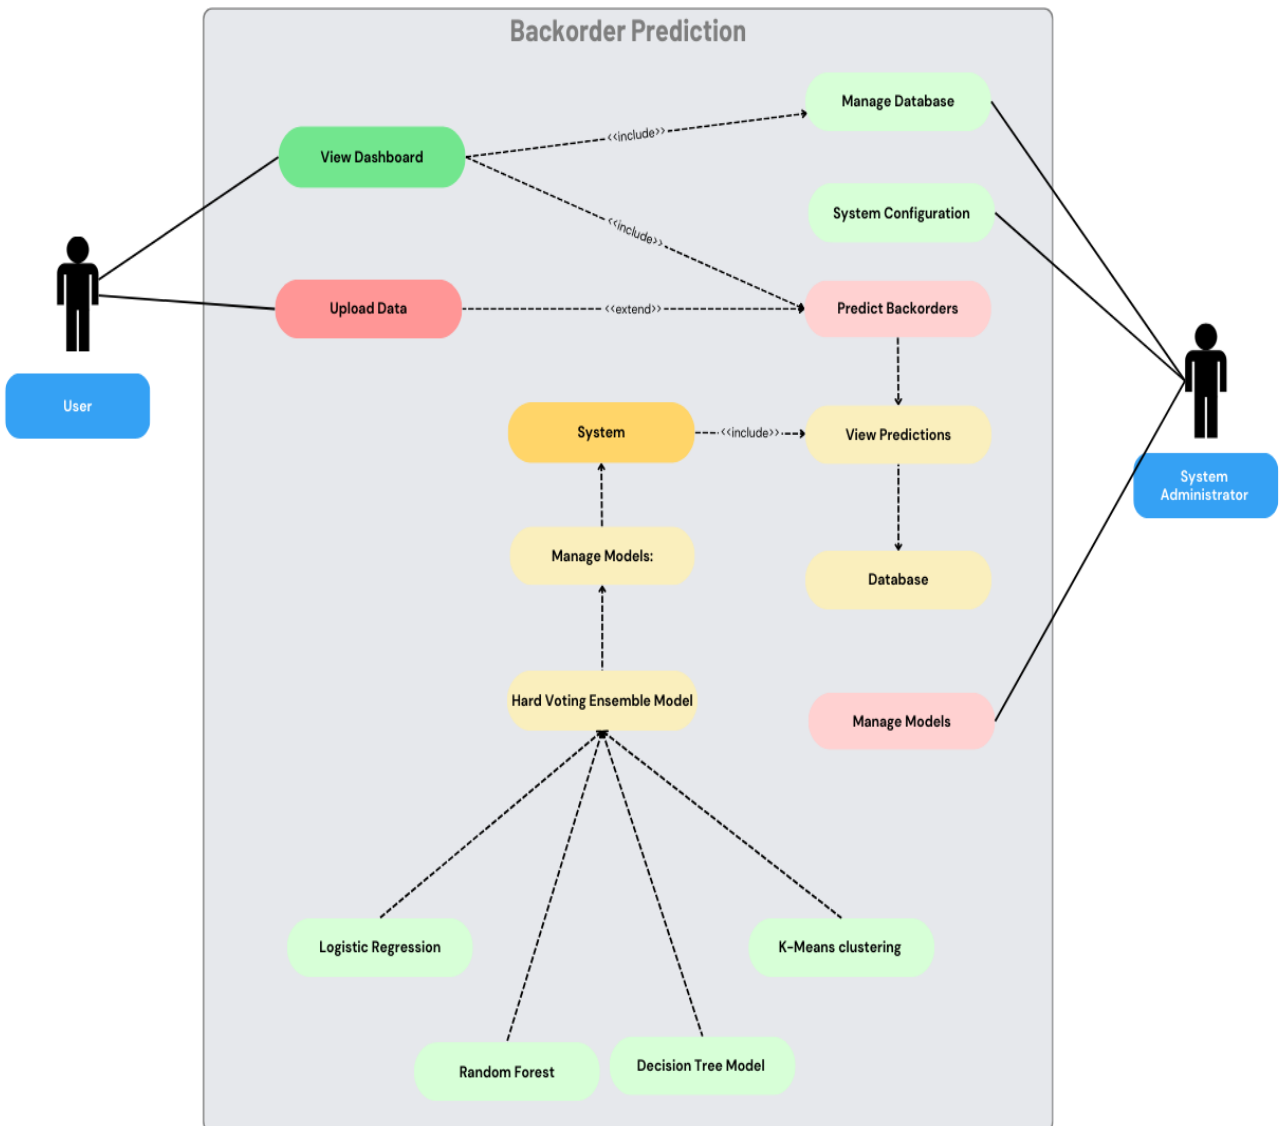 Backorder Prediction
Manage Database
<<include>>
View Dashboard
System Configuration
<<include>>
Upload Data
<<extend>>
Predict Backorders
User
System
<<include>>
View Predictions
System
Administrator
Manage Models:
Database
Hard Voting Ensemble Model
Manage Models
Logistic Regression
K-Means clustering
Random Forest
Decision Tree Model